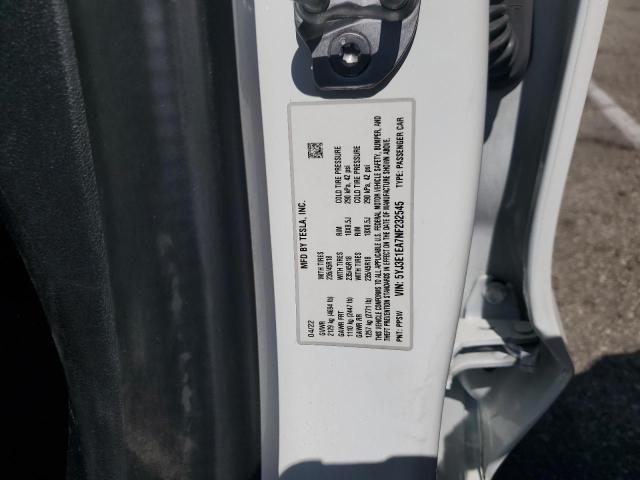 MFD BY TESLA, INC.
04/22
GVWR WITH TIRES RIM COLD TIRE PRESSURE
2129 kg (4694 lb) 235/45R18 18X8.5J 290 kPa, 42 psi
GAWR FRT WITH TIRES RIM COLD TIRE PRESSURE
1110 kg (2447 lb) 235/45R18 18X8.5J 290 kPa, 42 psi
GAWR RR
1257 kg (2771 lb) 235/45R18
THIS VEHICLE CONFORMS TO ALL APPLICABLE U.S. FEDERAL MOTOR VEHICLE SAFETY, BUMPER, AND
THEFT PREVENTION STANDARDS IN EFFECT ON THE DATE OF MANUFACTURE SHOWN ABOVE.
VIN: 5YJ3E1EA7NF232545
PNT: PPSW TYPE: PASSENGER CAR